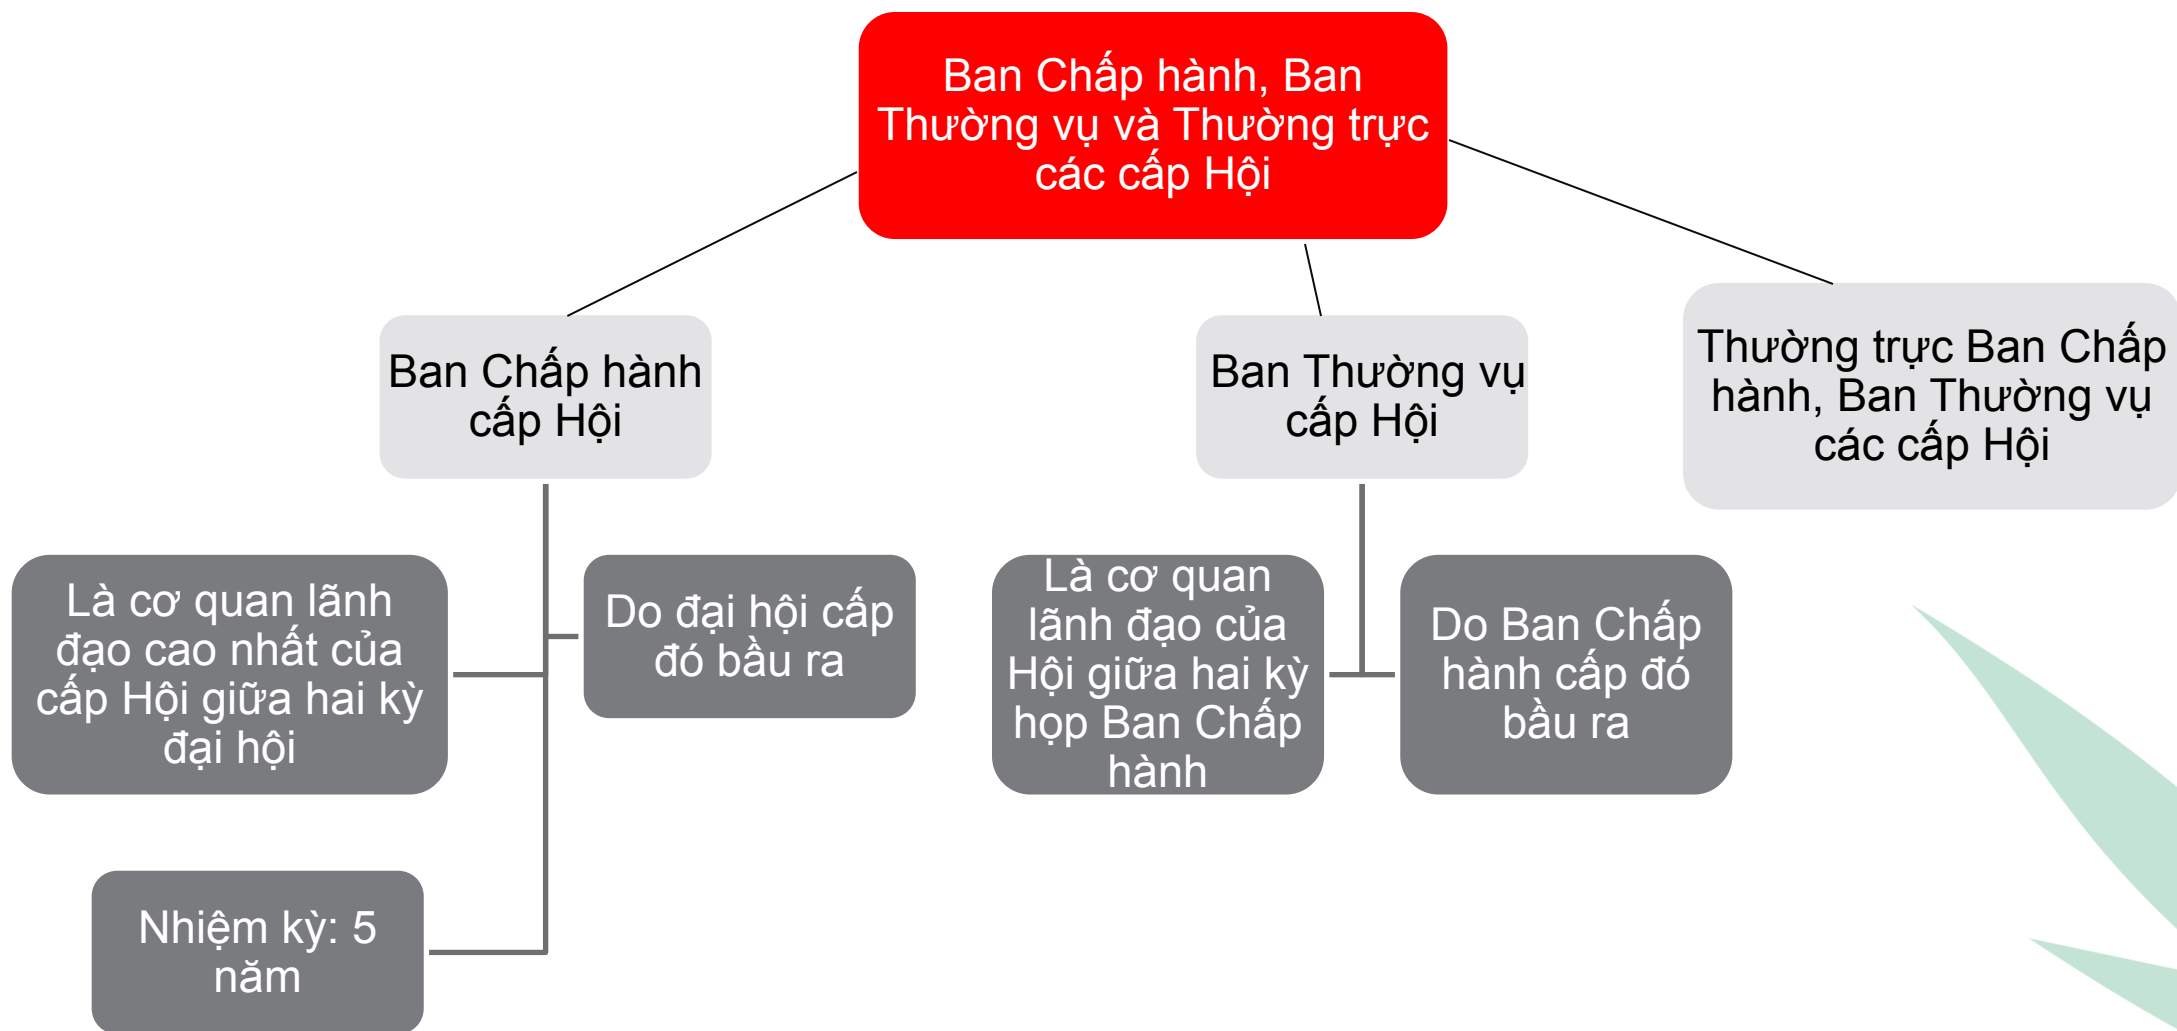 Ban Chấp hành, Ban
Thường vụ và Thường trực
các cấp Hội
Ban Chấp hành
cấp Hội
Ban Thường vụ
cấp Hội
Thường trực Ban Chấp
hành, Ban Thường vụ
các cấp Hội
Là cơ quan lãnh
đạo cao nhất của
cấp Hội giữa hai kỳ
đại hội
Do đại hội cấp
đó bầu ra
Là cơ quan
lãnh đạo của
Hội giữa hai kỳ
họp Ban Chấp
hành
Do Ban Chấp
hành cấp đó
bầu ra
Nhiệm kỳ: 5
năm